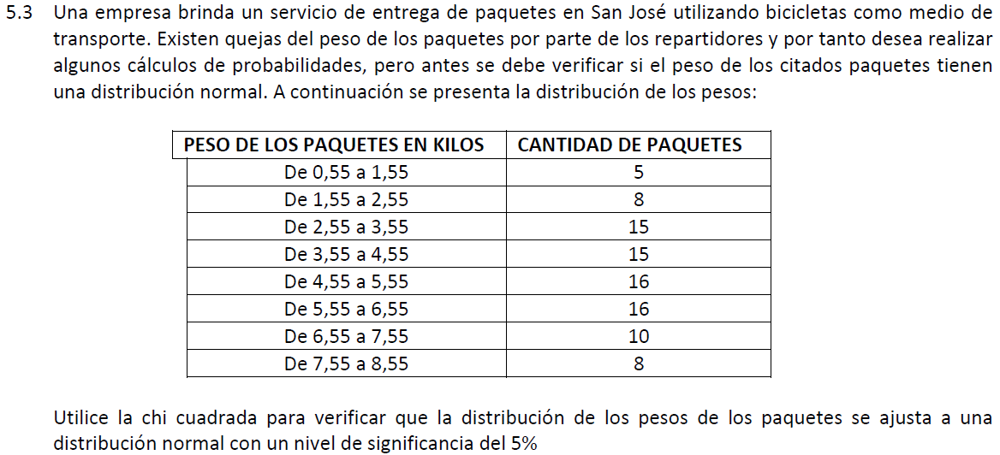 5.3 Una empresa brinda un servicio de entrega de paquetes en San José utilizando bicicletas como medio de
transporte. Existen quejas del peso de los paquetes por parte de los repartidores y por tanto desea realizar
algunos cálculos de probabilidades, pero antes se debe verificar si el peso de los citados paquetes tienen
una distribución normal. A continuación se presenta la distribución de los pesos:
PESO DE LOS PAQUETES EN KILOS CANTIDAD DE PAQUETES
De 0,55 a 1,55 5
De 1,55 a 2,55 8
De 2,55 a 3,55 15
De 3,55 a 4,55 15
De 4,55 a 5,55 16
De 5,55 a 6,55 16
De 6,55 a 7,55 10
De 7,55 a 8,55 8
Utilice la chi cuadrada para verificar que la distribución de los pesos de los paquetes se ajusta a una
distribución normal con un nivel de significancia del 5%